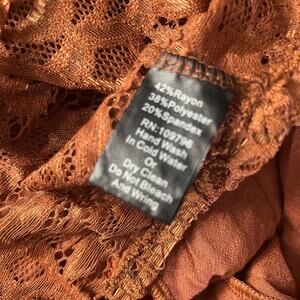 42%Rayon
38%Polyester
20%Spandex
RN:109796
Hand Wash
In Cold Water
Or
Dry Clean
Do Not Bleach
And Wring